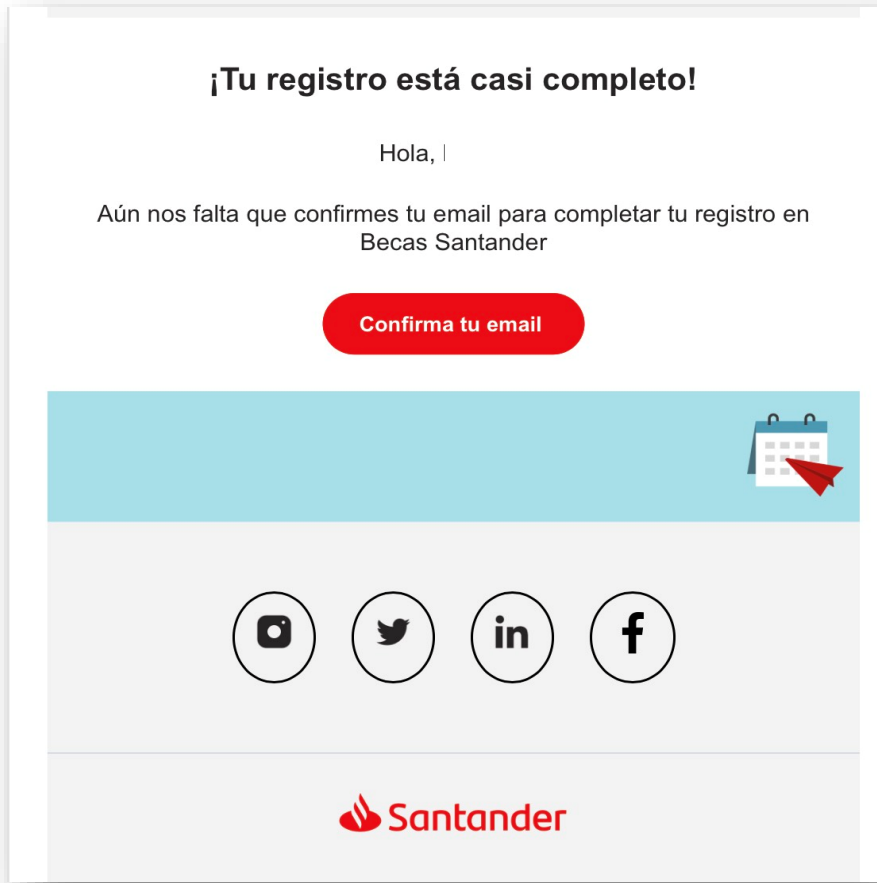 ¡Tu registro está casi completo!
Hola,
Aún nos falta que confirmes tu email para completar tu registro en
Becas Santander
Confirma tu email
in
f
Santander